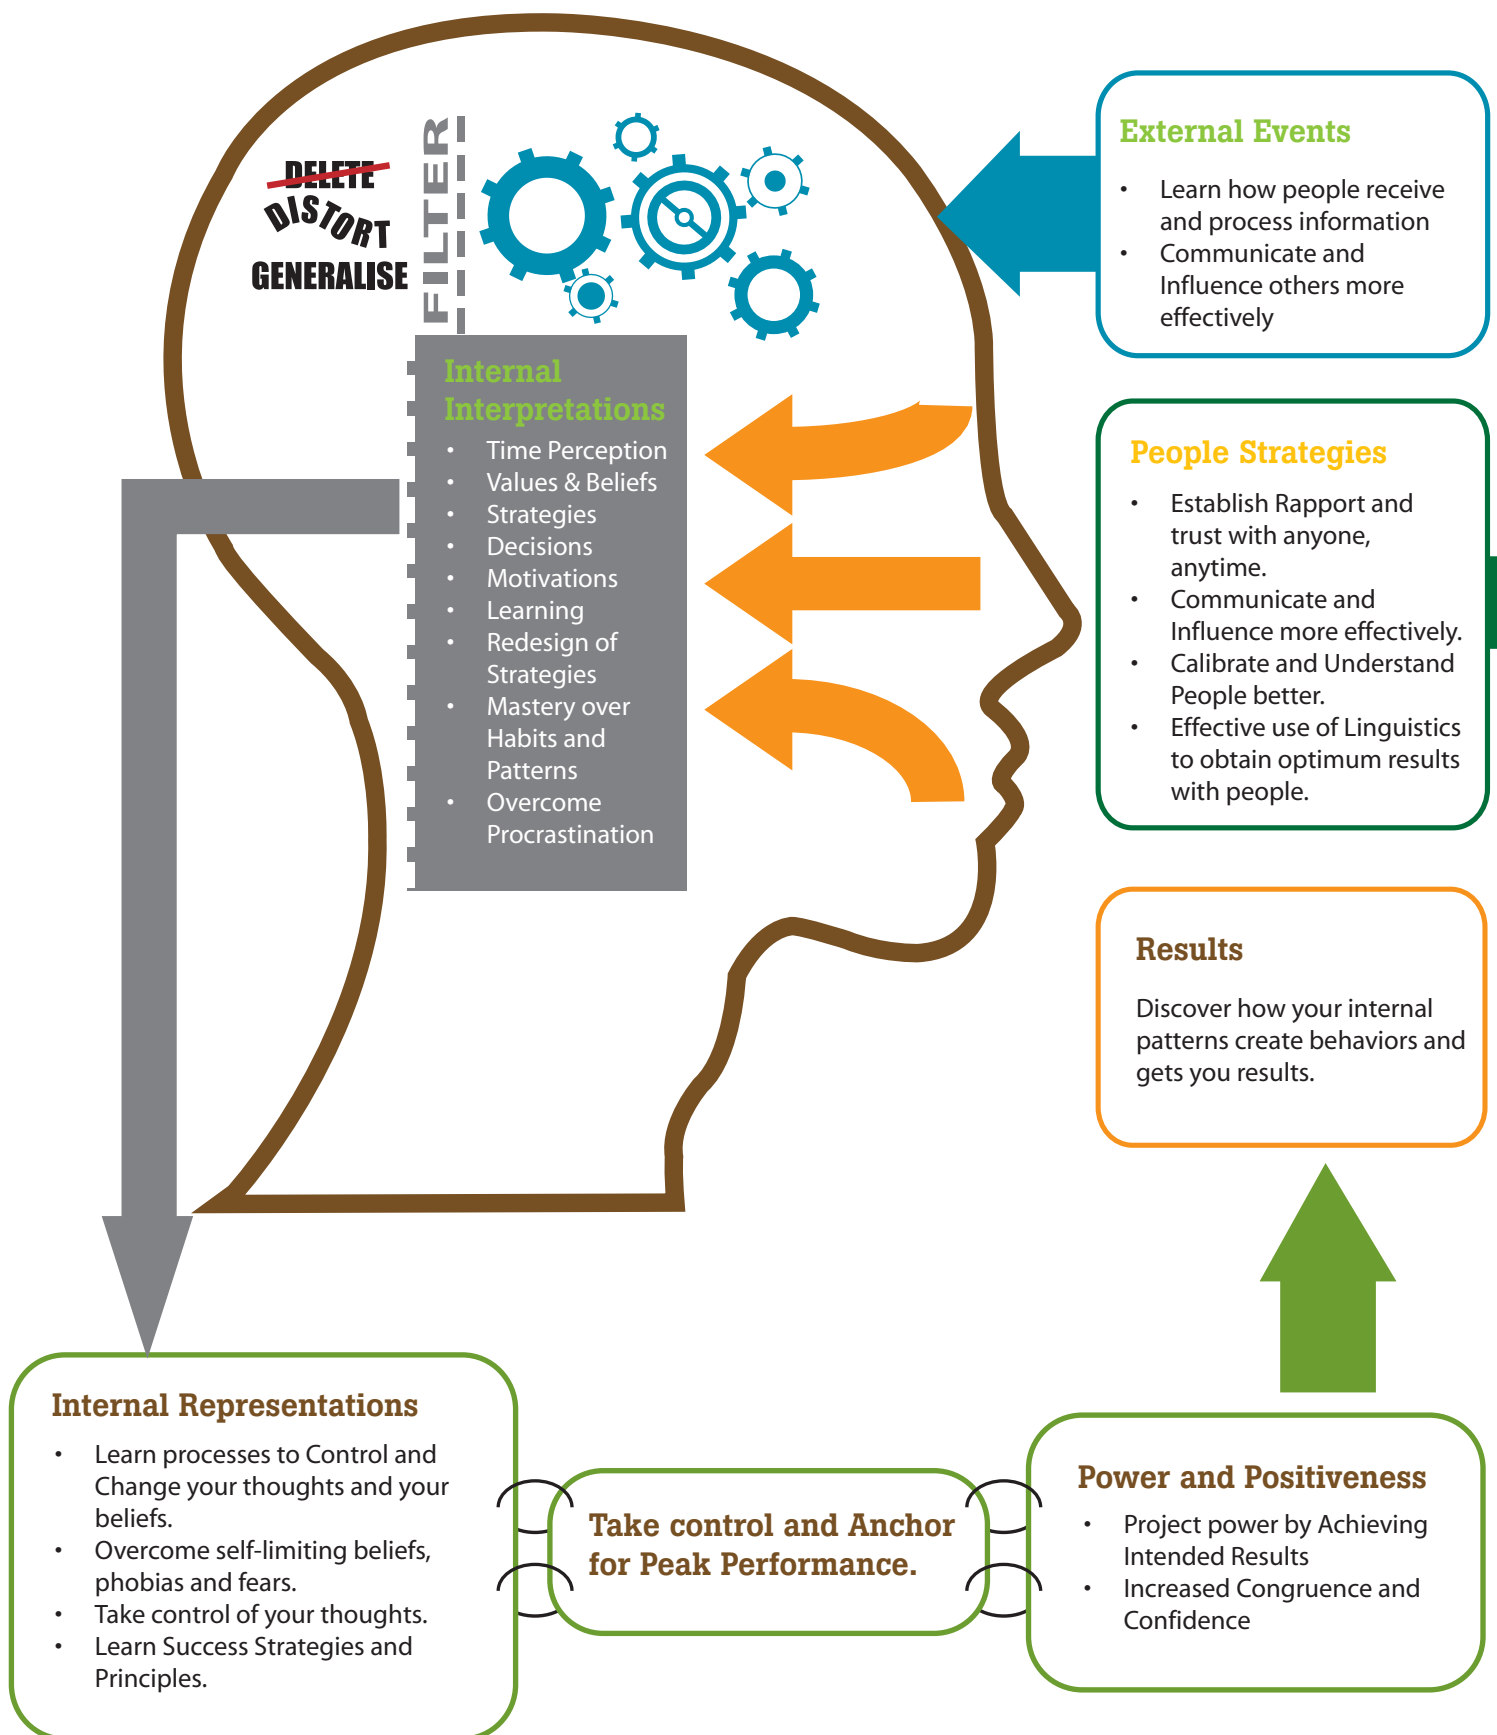 DELETE
DISTORT
GENERALISE
FILTER
External Events
• Learn how people receive
and process information
• Communicate and
Influence others more
effectively
Internal
Interpretations
• Time Perception
• Values & Beliefs
• Strategies
• Decisions
• Motivations
• Learning
• Redesign of
Strategies
• Mastery over
Habits and
Patterns
• Overcome
Procrastination
People Strategies
• Establish Rapport and
trust with anyone,
anytime.
• Communicate and
Influence more effectively.
• Calibrate and Understand
People better.
• Effective use of Linguistics
to obtain optimum results
with people.
Results
Discover how your internal
patterns create behaviors and
gets you results.
Internal Representations
• Learn processes to Control and
Change your thoughts and your
beliefs.
• Overcome self-limiting beliefs,
phobias and fears.
• Take control of your thoughts.
• Learn Success Strategies and
Principles.
Take control and Anchor
for Peak Performance.
Power and Positiveness
• Project power by Achieving
Intended Results
• Increased Congruence and
Confidence